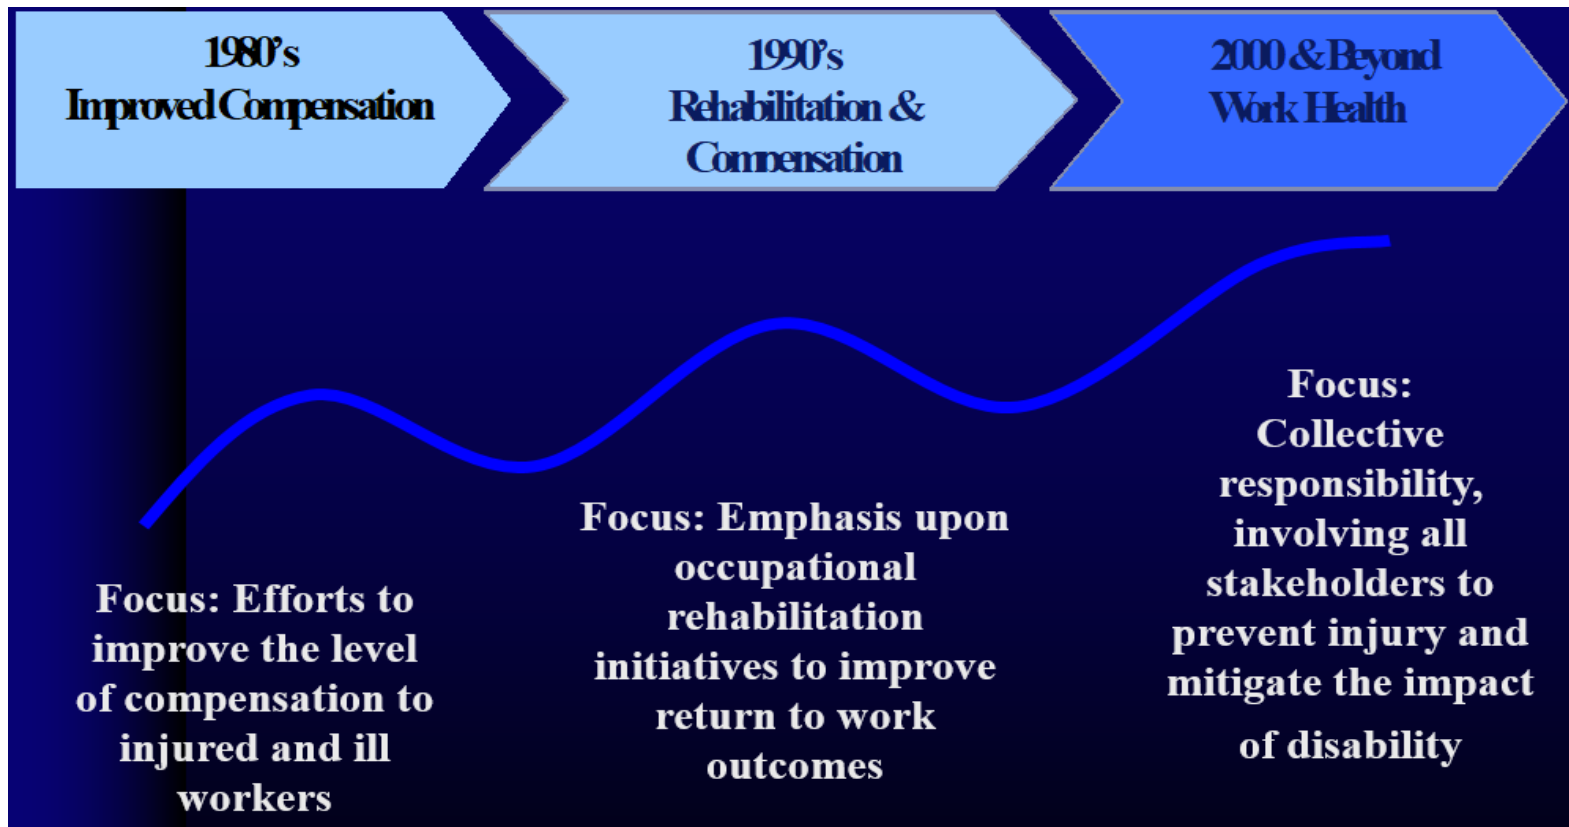 1980's
Improved Compensation
1990's
Rehabilitation &
Compensation
2000 & Beyond
Work Health
Focus: Efforts to
improve the level
of compensation to
injured and ill
workers
Focus: Emphasis upon
occupational
rehabilitation
initiatives to improve
return to work
outcomes
Focus:
Collective
responsibility,
involving all
stakeholders to
prevent injury and
mitigate the impact
of disability